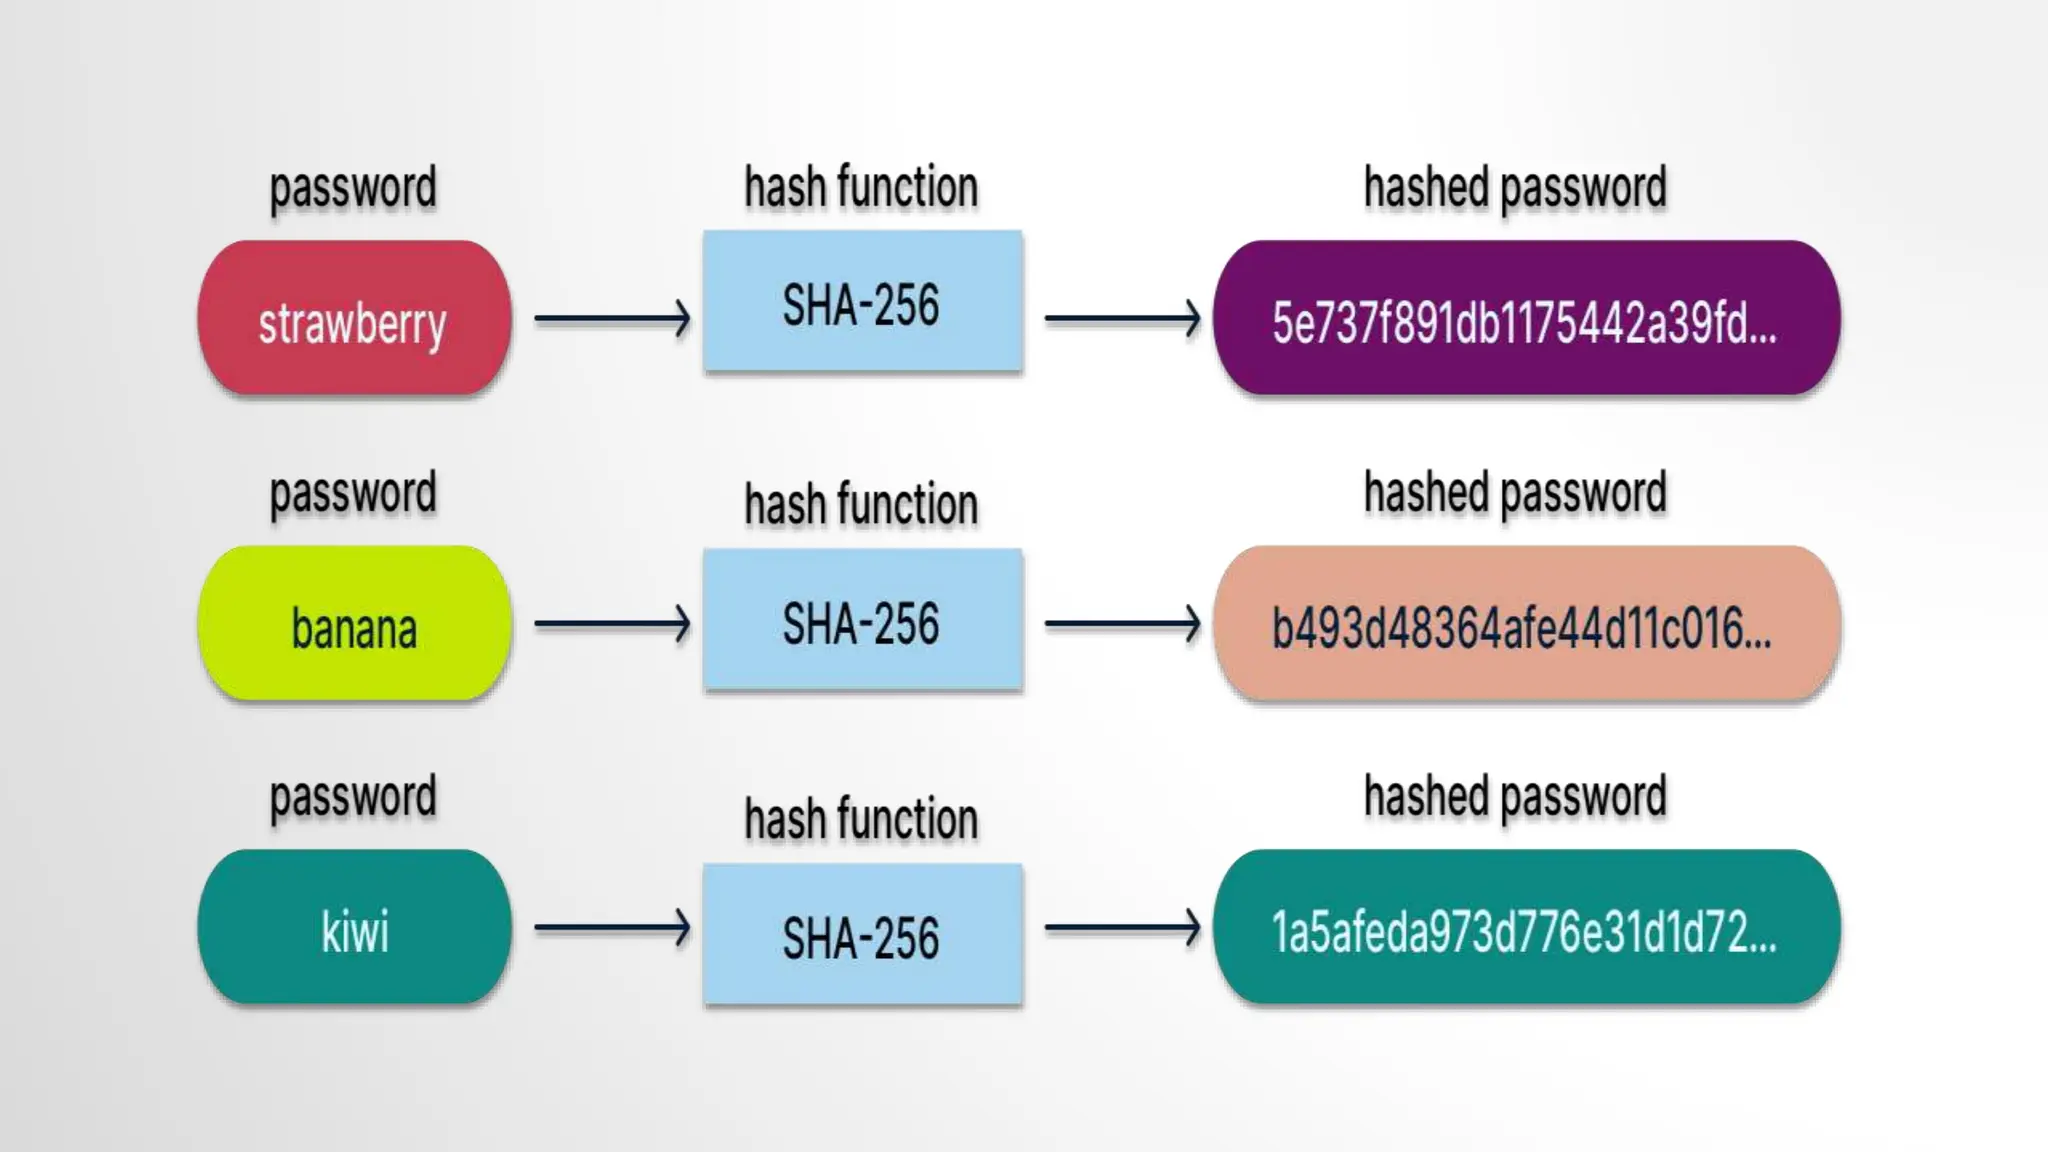 password
hash function
hashed password
strawberry
SHA-256
5e737f891db1175442a39fd...
password
hash function
hashed password
banana
SHA-256
b493d48364afe44d11c016...
password
hash function
hashed password
kiwi
SHA-256
1a5afeda973d776e31d1d72...